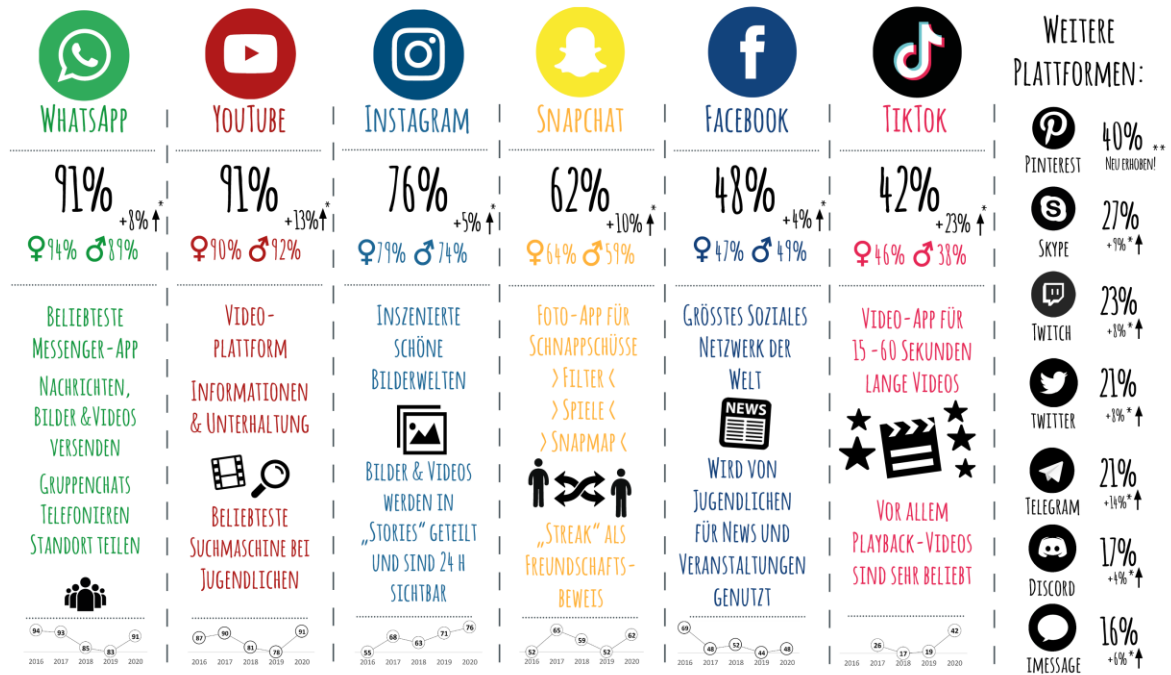 WHATSAPP
91%
+8% *
♀94% ♂89%
BELIEBTESTE
MESSENGER-APP
NACHRICHTEN,
BILDER &VIDEOS
VERSENDEN
GRUPPENCHATS
TELEFONIEREN
STANDORT TEILEN
94 93 85 83 91
2016 2017 2018 2019 2020
YOUTUBE
91%
+13% *
♀90% ♂92%
VIDEO-
PLATTFORM
INFORMATIONEN
& UNTERHALTUNG
BELIEBTESTE
SUCHMASCHINE BEI
JUGENDLICHEN
87 90 81 78 91
2016 2017 2018 2019 2020
INSTAGRAM
76%
+5% *
♀79% ♂74%
INSZENIERTE
SCHÖNE
BILDERWELTEN
BILDER & VIDEOS
WERDEN IN
„STORIES“ GETEILT
UND SIND 24 H
SICHTBAR
55 68 63 71 76
2016 2017 2018 2019 2020
SNAPCHAT
62%
+10% *
♀64% ♂59%
FOTO-APP FÜR
SCHNAPPSCHÜSSE
> FILTER <
> SPIELE <
> SNAPMAP <
„STREAK“ ALS
FREUNDSCHAFTS-
BEWEIS
52 65 59 52 62
2016 2017 2018 2019 2020
FACEBOOK
48%
+4% *
♀47% ♂49%
GRÖSSTES SOZIALES
NETZWERK DER
WELT
NEWS
WIRD VON
JUGENDLICHEN
FÜR NEWS UND
VERANSTALTUNGEN
GENUTZT
69 48 52 44 48
2016 2017 2018 2019 2020
TIKTOK
42%
+23% *
♀46% ♂38%
VIDEO-APP FÜR
15 -60 SEKUNDEN
LANGE VIDEOS
VOR ALLEM
PLAYBACK-VIDEOS
SIND SEHR BELIEBT
26 17 19 42
2016 2017 2018 2019 2020
WEITERE
PLATTFORMEN:
PINTEREST
40% **
NEU ERHOBEN!
SKYPE
27%
+9% *
TWITCH
23%
+8% *
TWITTER
21%
+8% *
TELEGRAM
21%
+14% *
DISCORD
17%
+4% *
IMESSAGE
16%
+6% *